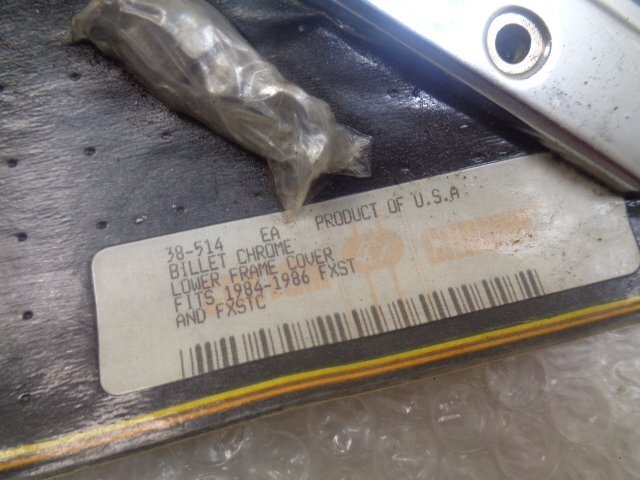 38-514 EA PRODUCT OF U.S.A
BILLET CHROME
LOWER FRAME COVER
FITS 1984-1986 FXST
AND FXSTC